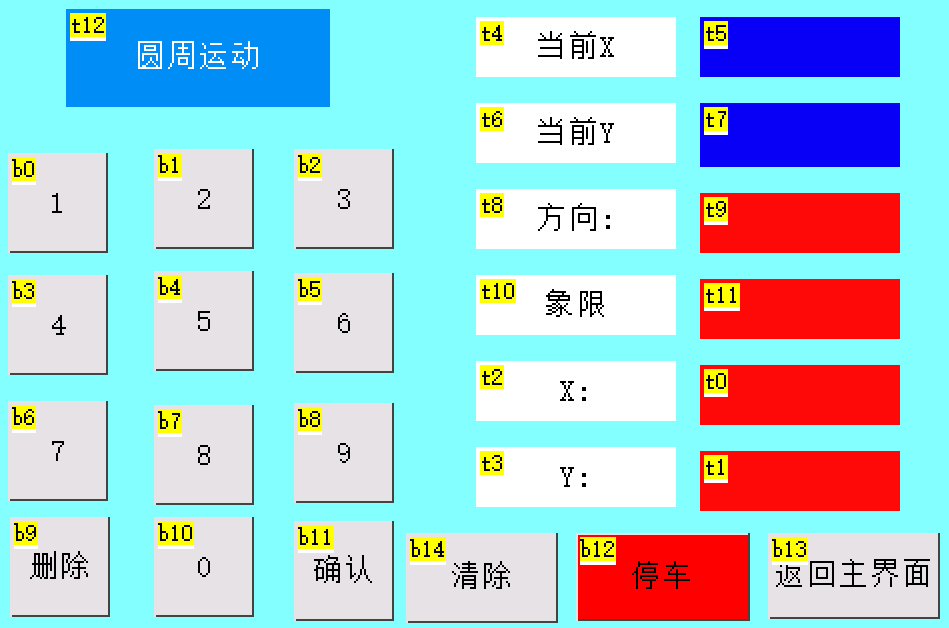 t12
圆周运动
t4
当前X
t5
t6
当前Y
t7
b0
1
b1
2
b2
3
t8
方向:
t9
b3
4
b4
5
b5
6
t10
象限
t11
t2
X:
t0
b6
7
b7
8
b8
9
t3
Y:
t1
b9
删除
b10
0
b11
确认
b14
清除
b12
停车
b13
返回主界面